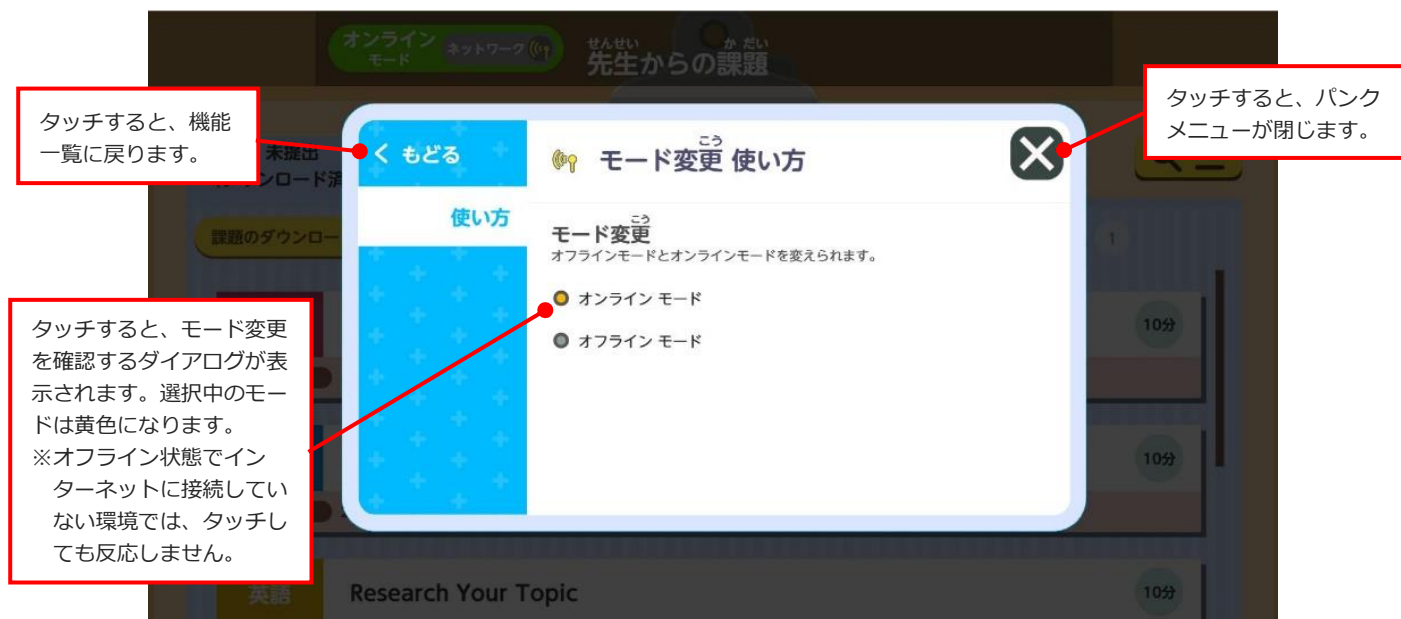 オンライン
モード
ネットワーク
せんせい か だい
先生からの課題
タッチすると、機能
一覧に戻ります。
タッチすると、パンク
メニューが閉じます。
未提出
ンロード済
課題のダウンロー
1
もどる
使い方
こう
モード変更 使い方
こう
モード変更
オフラインモードとオンラインモードを変えられます。
オンライン モード
オフライン モード
タッチすると、モード変更
を確認するダイアログが表
示されます。選択中のモー
ドは黄色になります。
※オフライン状態でイン
ターネットに接続してい
ない環境では、タッチし
ても反応しません。
10分
10分
英語
Research Your Topic
10分